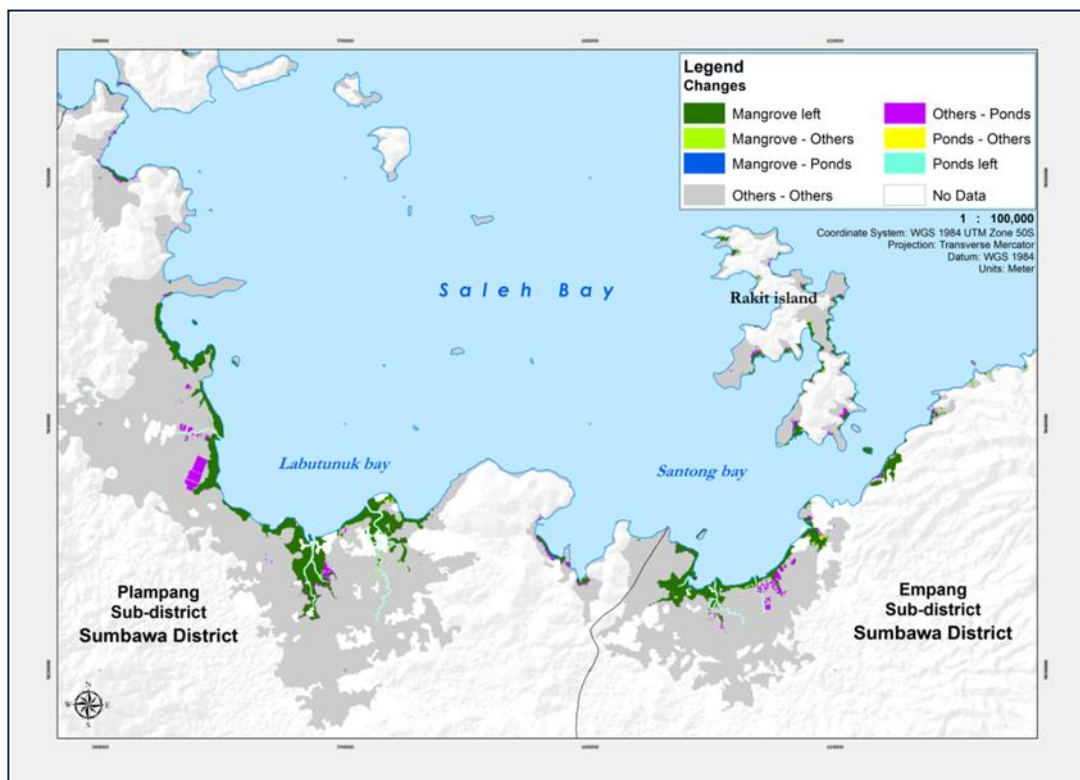 Legend
Changes
Mangrove left
Mangrove - Others
Mangrove - Ponds
Others - Others
Others - Ponds
Ponds - Others
Ponds left
No Data
1 : 100,000
Coordinate System: WGS 1984 UTM Zone 50S
Projection: Transverse Mercator
Datum: WGS 1984
Units: Meter
Saleh Bay
Rakit island
Labutunuk bay
Santong bay
Plampang
Sub-district
Sumbawa District
Empang
Sub-district
Sumbawa District
N
W
E
S